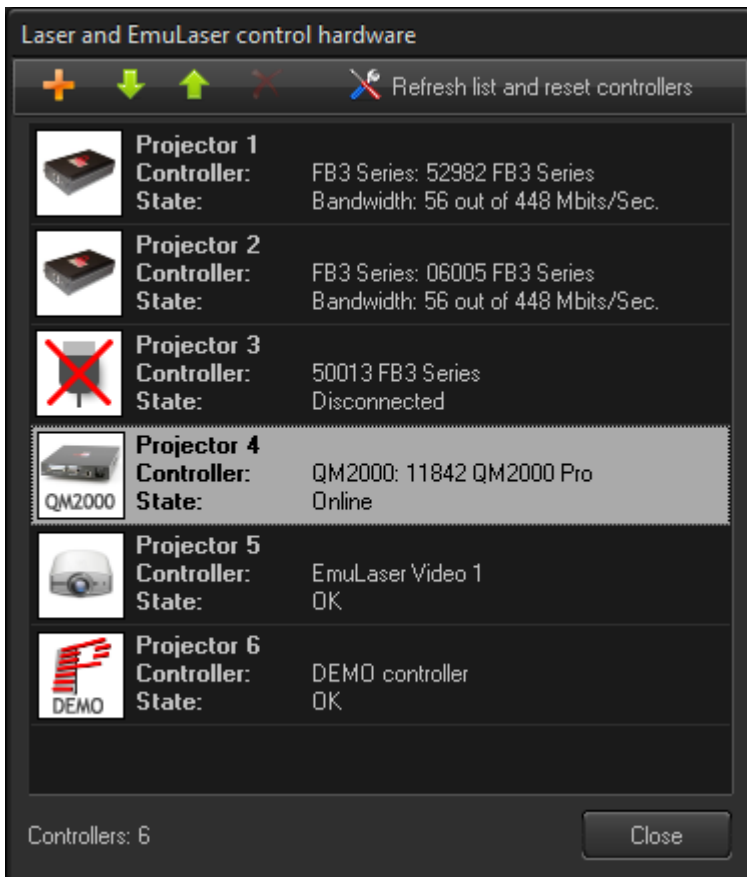 Laser and EmuLaser control hardware
Refresh list and reset controllers
Projector 1
Controller: FB3 Series: 52982 FB3 Series
State: Bandwidth: 56 out of 448 Mbits/Sec.
Projector 2
Controller: FB3 Series: 06005 FB3 Series
State: Bandwidth: 56 out of 448 Mbits/Sec.
Projector 3
Controller: 50013 FB3 Series
State: Disconnected
Projector 4
Controller: QM2000: 11842 QM2000 Pro
QM2000 State: Online
Projector 5
Controller: EmuLaser Video 1
State: OK
Projector 6
Controller: DEMO controller
DEMO State: OK
Controllers: 6 Close